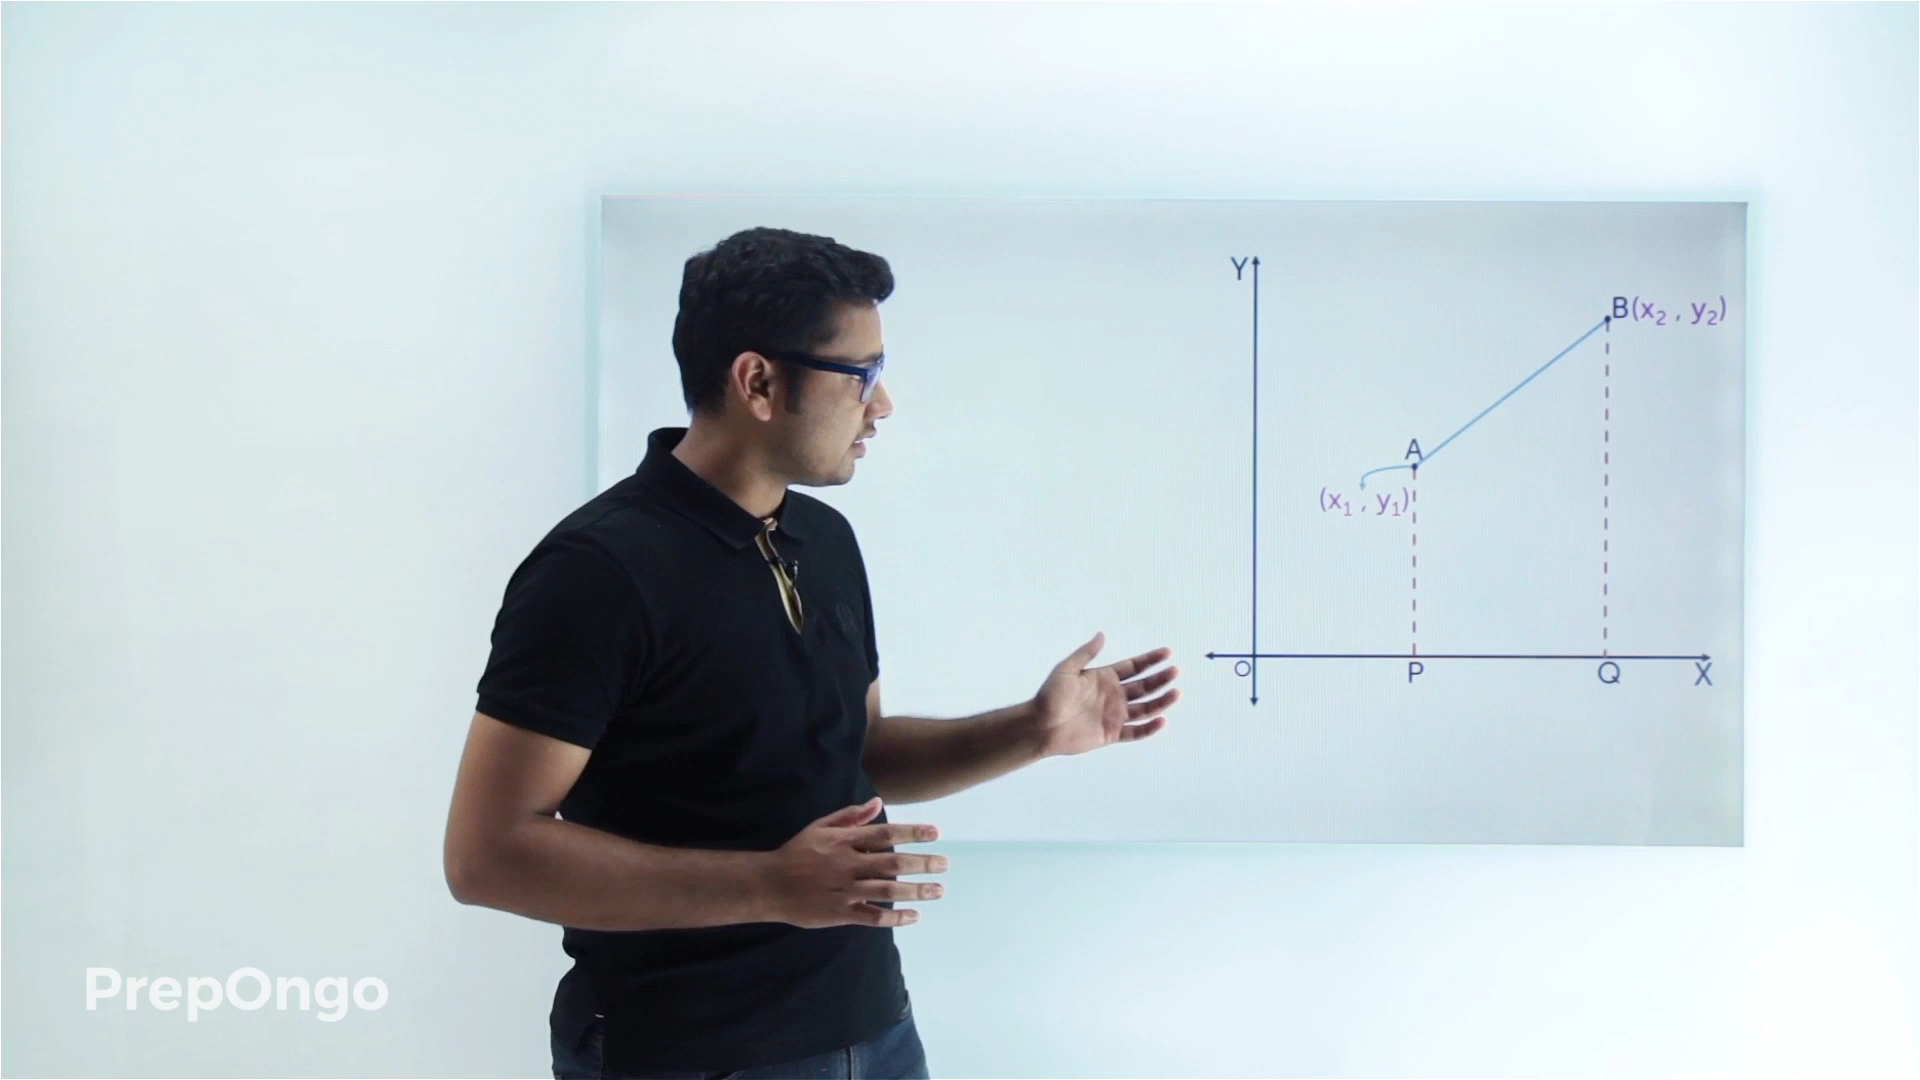 Y
B(x₂ , y₂)
A
(x₁ , y₁)
O
P
Q
X
PrepOngo